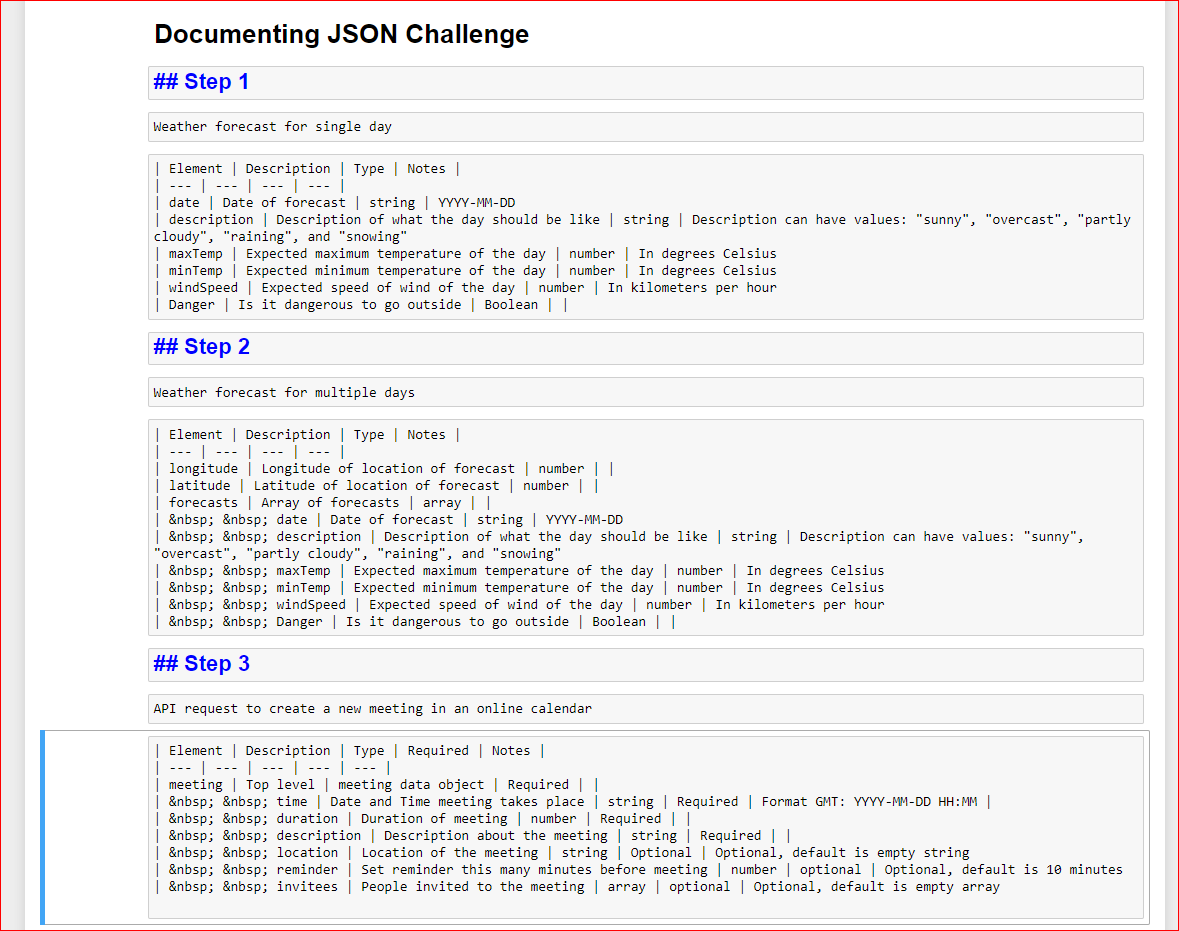 Documenting JSON Challenge
## Step 1
Weather forecast for single day
| Element | Description | Type | Notes |
| --- | --- | --- | --- |
| date | Date of forecast | string | YYYY-MM-DD
| description | Description of what the day should be like | string | Description can have values: "sunny", "overcast", "partly
cloudy", "raining", and "snowing"
| maxTemp | Expected maximum temperature of the day | number | In degrees Celsius
| minTemp | Expected minimum temperature of the day | number | In degrees Celsius
| windSpeed | Expected speed of wind of the day | number | In kilometers per hour
| Danger | Is it dangerous to go outside | Boolean | |
## Step 2
Weather forecast for multiple days
| Element | Description | Type | Notes |
| --- | --- | --- | --- |
| longitude | Longitude of location of forecast | number | |
| latitude | Latitude of location of forecast | number | |
| forecasts | Array of forecasts | array | |
| &nbsp; &nbsp; date | Date of forecast | string | YYYY-MM-DD
| &nbsp; &nbsp; description | Description of what the day should be like | string | Description can have values: "sunny",
"overcast", "partly cloudy", "raining", and "snowing"
| &nbsp; &nbsp; maxTemp | Expected maximum temperature of the day | number | In degrees Celsius
| &nbsp; &nbsp; minTemp | Expected minimum temperature of the day | number | In degrees Celsius
| &nbsp; &nbsp; windSpeed | Expected speed of wind of the day | number | In kilometers per hour
| &nbsp; &nbsp; Danger | Is it dangerous to go outside | Boolean | |
## Step 3
API request to create a new meeting in an online calendar
| Element | Description | Type | Required | Notes |
| --- | --- | --- | --- | --- |
| meeting | Top level | meeting data object | Required | |
| &nbsp; &nbsp; time | Date and Time meeting takes place | string | Required | Format GMT: YYYY-MM-DD HH:MM |
| &nbsp; &nbsp; duration | Duration of meeting | number | Required | |
| &nbsp; &nbsp; description | Description about the meeting | string | Required | |
| &nbsp; &nbsp; location | Location of the meeting | string | Optional | Optional, default is empty string
| &nbsp; &nbsp; reminder | Set reminder this many minutes before meeting | number | optional | Optional, default is 10 minutes
| &nbsp; &nbsp; invitees | People invited to the meeting | array | optional | Optional, default is empty array